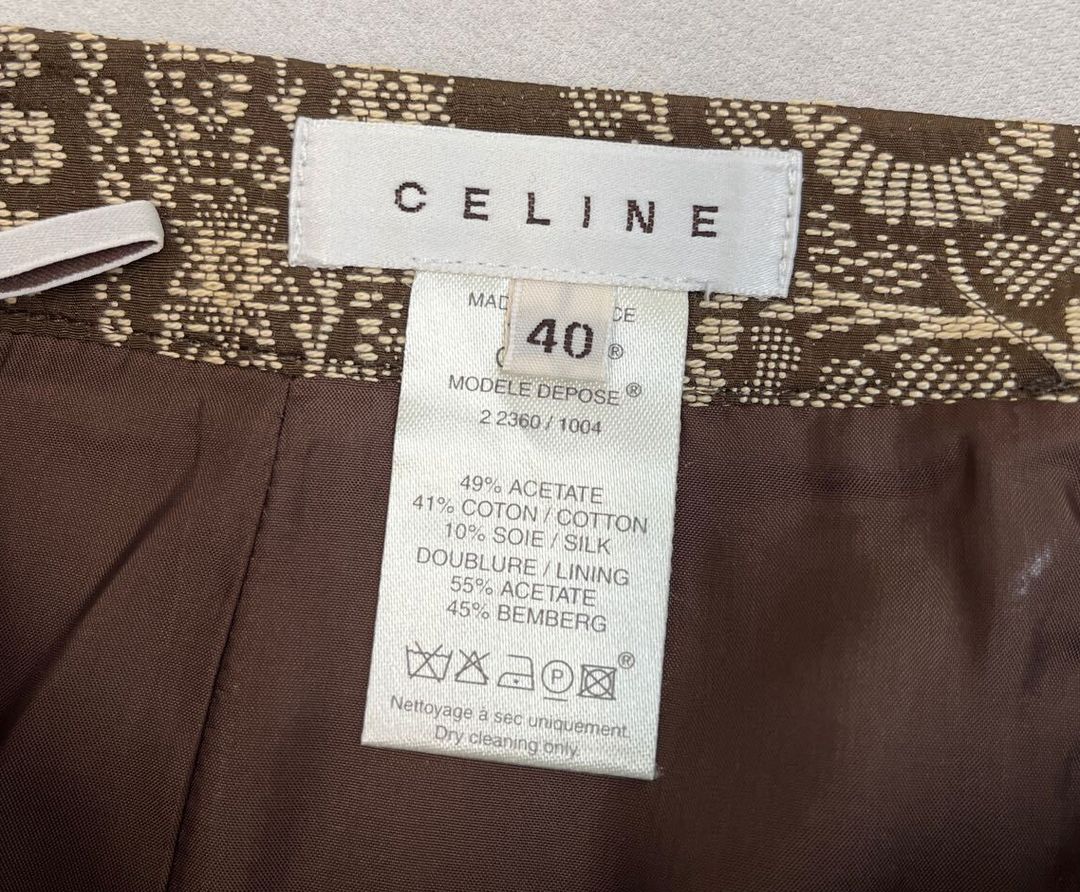 CELINE
40
MODELE DEPOSE®
2 2360 / 1004
49% ACETATE
41% COTON / COTTON
10% SOIE / SILK
DOUBLURE / LINING
55% ACETATE
45% BEMBERG
P
Nettoyage à sec uniquement.
Dry cleaning only.